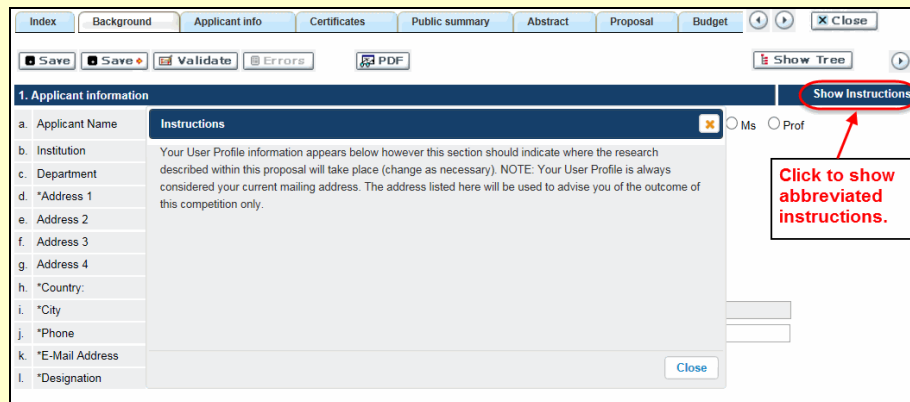 Index Background Applicant info Certificates Public summary Abstract Proposal Budget X Close
Save Save Validate Errors PDF Show Tree
1. Applicant information Show Instructions
a. Applicant Name Instructions Ms Prof
b. Institution Your User Profile information appears below however this section should indicate where the research
c. Department described within this proposal will take place (change as necessary). NOTE: Your User Profile is always
d. *Address 1 considered your current mailing address. The address listed here will be used to advise you of the outcome of
e. Address 2 this competition only.
f. Address 3
g. Address 4
h. *Country:
i. *City
j. *Phone
k. *E-Mail Address
l. *Designation
Close
Click to show
abbreviated
instructions.